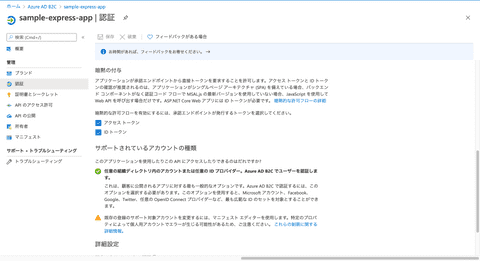 ホーム > Azure AD B2C > sample-express-app
sample-express-app | 認証
検索 (Cmd+/)
保存
破棄
フィードバックがある場合
概要
お時間があれば、フィードバックをお寄せください。 →
管理
ブランド
認証
証明書とシークレット
API のアクセス許可
API の公開
所有者
マニフェスト
サポート + トラブルシューティング
トラブルシューティング
暗黙の付与
アプリケーションが承認エンドポイントから直接トークンを要求することを許可します。アクセス トークンと ID トークン
の確認が推奨されるのは、アプリケーションがシングルページ アーキテクチャ (SPA) を備えている場合、バックエン
ド コンポーネントがなく認証コード フローで MSAL.js の最新バージョンを使用していない場合、JavaScript を使用して
Web API を呼び出す場合だけです。ASP.NET Core Web アプリには ID トークンが必要です。 暗黙的な許可フローの詳細
暗黙的な許可フローを有効にするには、承認エンドポイントが発行するトークンを選択してください。
アクセス トークン
ID トークン
サポートされているアカウントの種類
このアプリケーションを使用したりこの API にアクセスしたりできるのはだれですか?
任意の組織ディレクトリ内のアカウントまたは任意の ID プロバイダー。Azure AD B2C でユーザーを認証しま
す。
これは、顧客に公開されるアプリに対する最も一般的なオプションです。Azure AD B2C で認証するには、この
オプションを選択する必要があります。このオプションを使用すると、Microsoft アカウント、Facebook、
Google、Twitter、任意の OpenID Connect プロバイダーなど、最も広範な ID のセットを対象とすることができ
ます。
既存の登録のサポート対象アカウントを変更するには、マニフェスト エディターを使用します。特定のプロパ
ティによって個人用アカウントでエラーが生じる可能性があるため、ご注意ください。 これらの制限に関する
詳細情報。
詳細設定